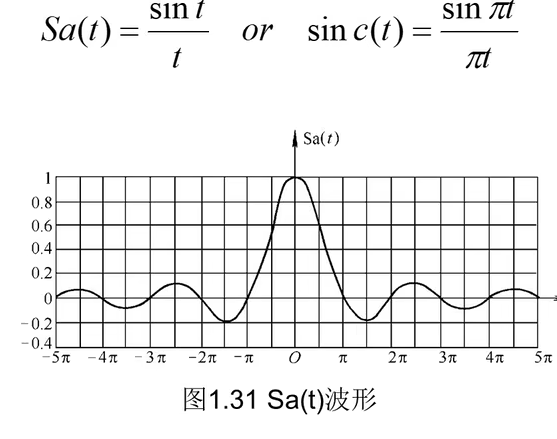 Sa(t) = sin t / t or sin c(t) = sin πt / πt
Sa(t)
1
0.8
0.6
0.4
0.2
0
-0.2
-0.4
-5π -4π -3π -2π -π O π 2π 3π 4π 5π
图1.31 Sa(t)波形